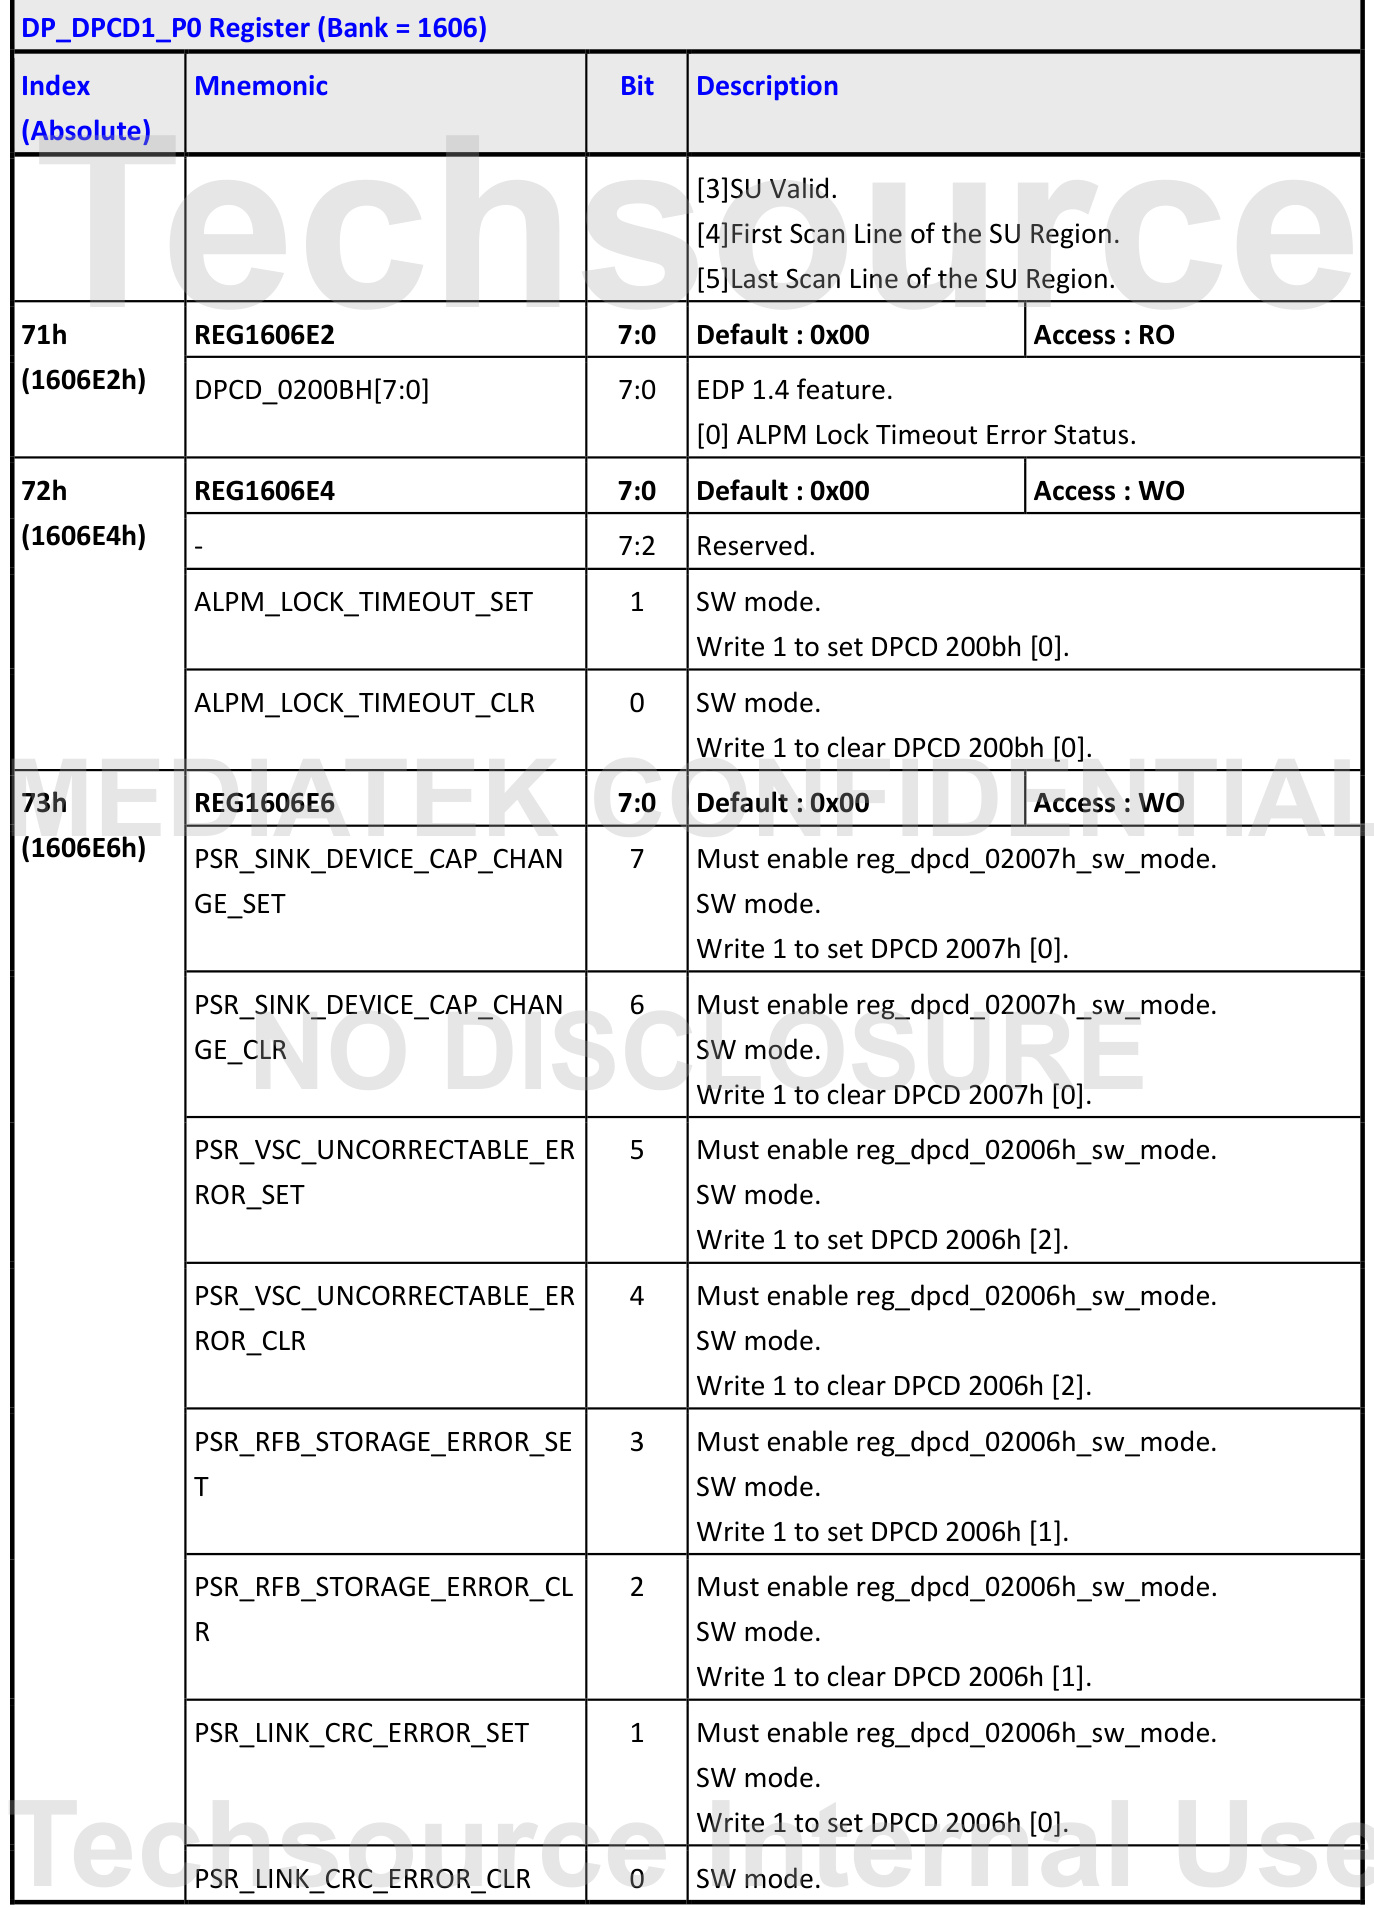 DP_DPCD1_P0 Register (Bank = 1606)
Index (Absolute) Mnemonic Bit Description
[3]SU Valid.
[4]First Scan Line of the SU Region.
[5]Last Scan Line of the SU Region.
71h (1606E2h) REG1606E2 7:0 Default : 0x00 Access : RO
DPCD_0200BH[7:0] 7:0 EDP 1.4 feature.
[0] ALPM Lock Timeout Error Status.
72h (1606E4h) REG1606E4 7:0 Default : 0x00 Access : WO
- 7:2 Reserved.
ALPM_LOCK_TIMEOUT_SET 1 SW mode.
Write 1 to set DPCD 200bh [0].
ALPM_LOCK_TIMEOUT_CLR 0 SW mode.
Write 1 to clear DPCD 200bh [0].
73h (1606E6h) REG1606E6 7:0 Default : 0x00 Access : WO
PSR_SINK_DEVICE_CAP_CHAN
GE_SET 7 Must enable reg_dpcd_02007h_sw_mode.
SW mode.
Write 1 to set DPCD 2007h [0].
PSR_SINK_DEVICE_CAP_CHAN
GE_CLR 6 Must enable reg_dpcd_02007h_sw_mode.
SW mode.
Write 1 to clear DPCD 2007h [0].
PSR_VSC_UNCORRECTABLE_ER
ROR_SET 5 Must enable reg_dpcd_02006h_sw_mode.
SW mode.
Write 1 to set DPCD 2006h [2].
PSR_VSC_UNCORRECTABLE_ER
ROR_CLR 4 Must enable reg_dpcd_02006h_sw_mode.
SW mode.
Write 1 to clear DPCD 2006h [2].
PSR_RFB_STORAGE_ERROR_SE
T 3 Must enable reg_dpcd_02006h_sw_mode.
SW mode.
Write 1 to set DPCD 2006h [1].
PSR_RFB_STORAGE_ERROR_CL
R 2 Must enable reg_dpcd_02006h_sw_mode.
SW mode.
Write 1 to clear DPCD 2006h [1].
PSR_LINK_CRC_ERROR_SET 1 Must enable reg_dpcd_02006h_sw_mode.
SW mode.
Write 1 to set DPCD 2006h [0].
PSR_LINK_CRC_ERROR_CLR 0 SW mode.
Techsource
MEDIATEK CONFIDENTIAL
NO DISCLOSURE
Techsource Internal Use